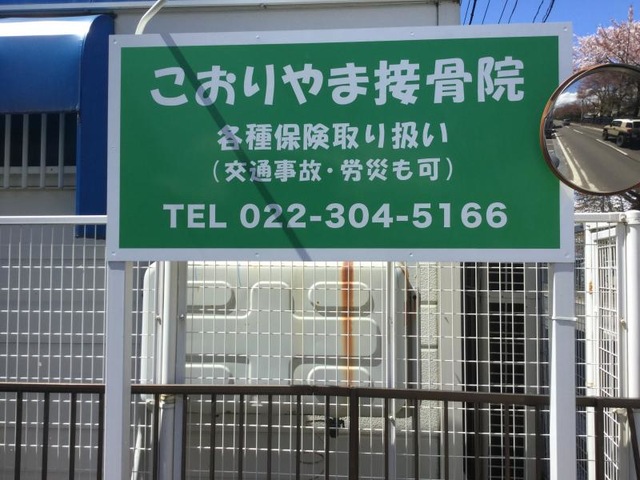 こおりやま接骨院
各種保険取り扱い
（交通事故・労災も可）
TEL 022-304-5166